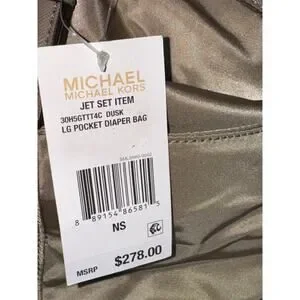 MICHAEL
MICHAEL KORS
JET SET ITEM
30H5GTTT4C DUSK
LG POCKET DIAPER BAG
8 89154 86581 5
NS
MSRP $278.00